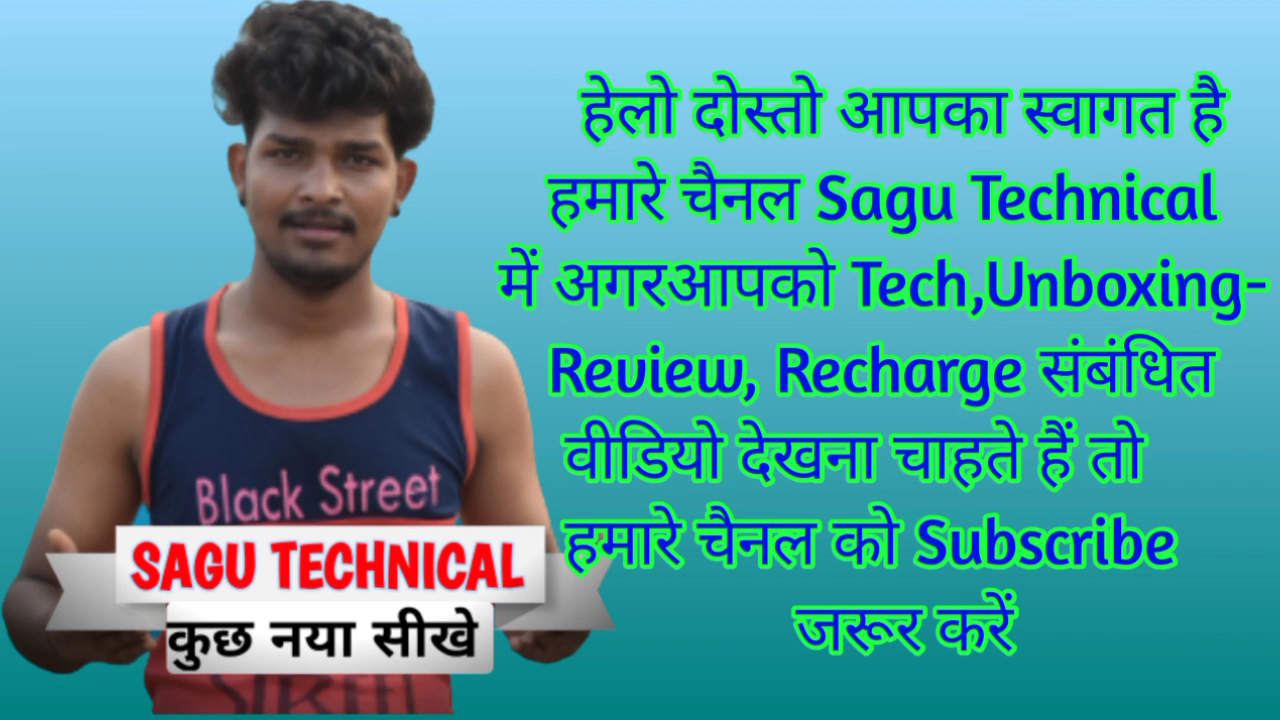 हेलो दोस्तो आपका स्वागत है
हमारे चैनल Sagu Technical
में अगरआपको Tech,Unboxing-
Review, Recharge संबंधित
वीडियो देखना चाहते हैं तो
हमारे चैनल को Subscribe
जरूर करें
Black Street
SAGU TECHNICAL
कुछ नया सीखे